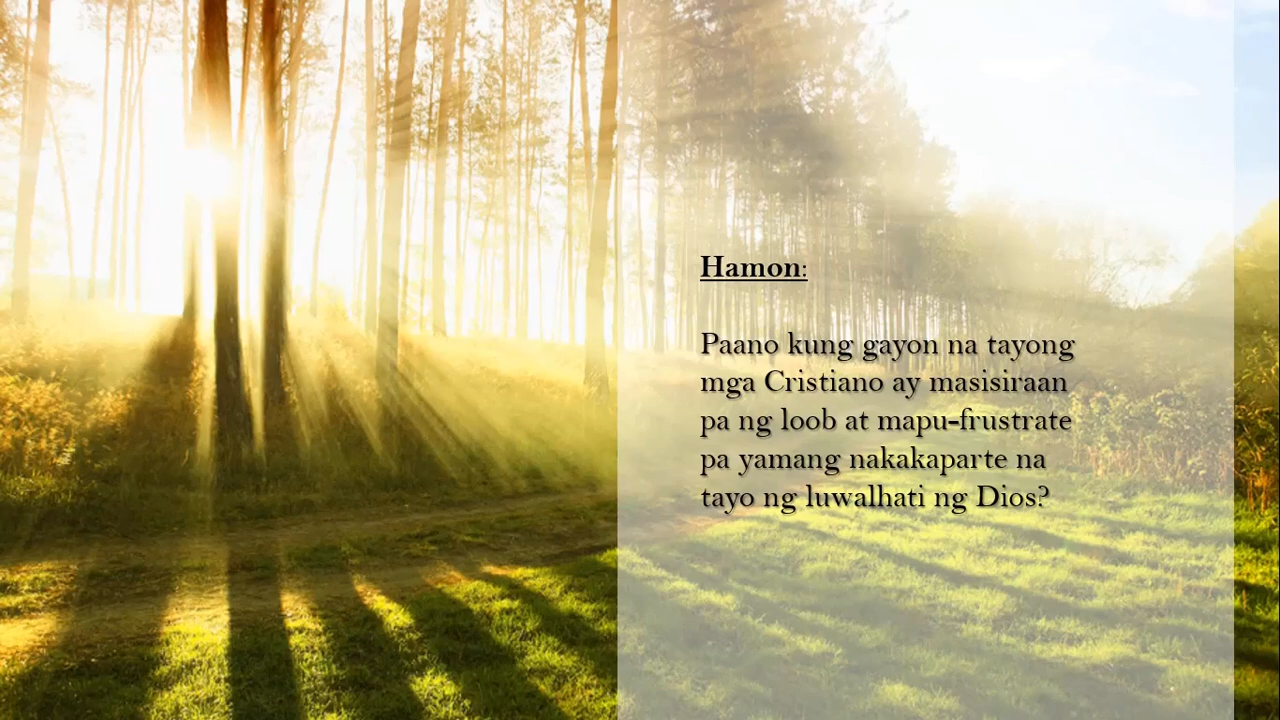 Hamon:
Paano kung gayon na tayong
mga Cristiano ay masisiraan
pa ng loob at mapu-frustrate
pa yamang nakakaparte na
tayo ng luwalhati ng Dios?